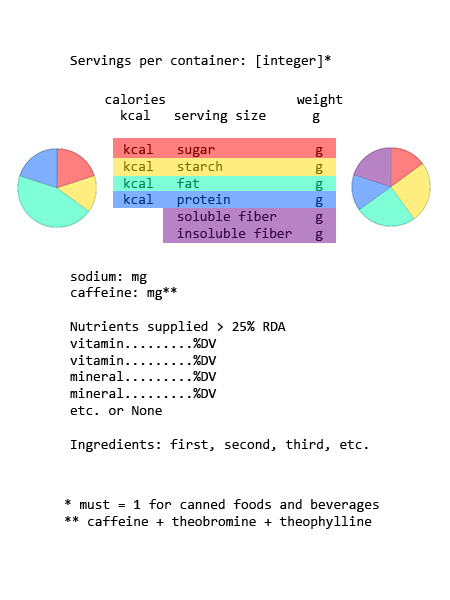 Servings per container: [integer]*
calories weight
kcal serving size g
kcal sugar g
kcal starch g
kcal fat g
kcal protein g
soluble fiber g
insoluble fiber g
sodium: mg
caffeine: mg**
Nutrients supplied > 25% RDA
vitamin.........%DV
vitamin.........%DV
mineral.........%DV
mineral.........%DV
etc. or None
Ingredients: first, second, third, etc.
* must = 1 for canned foods and beverages
** caffeine + theobromine + theophylline